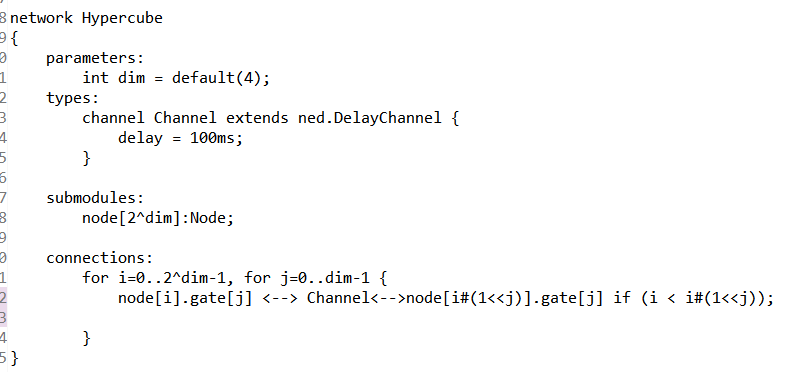 8 network Hypercube
9 {
0     parameters:
1         int dim = default(4);
2     types:
3         channel Channel extends ned.DelayChannel {
4             delay = 100ms;
5         }
6
7     submodules:
8         node[2^dim]:Node;
9
0     connections:
1         for i=0..2^dim-1, for j=0..dim-1 {
2             node[i].gate[j] <--> Channel<-->node[i#(1<<j)].gate[j] if (i < i#(1<<j));
3
4         }
5 }